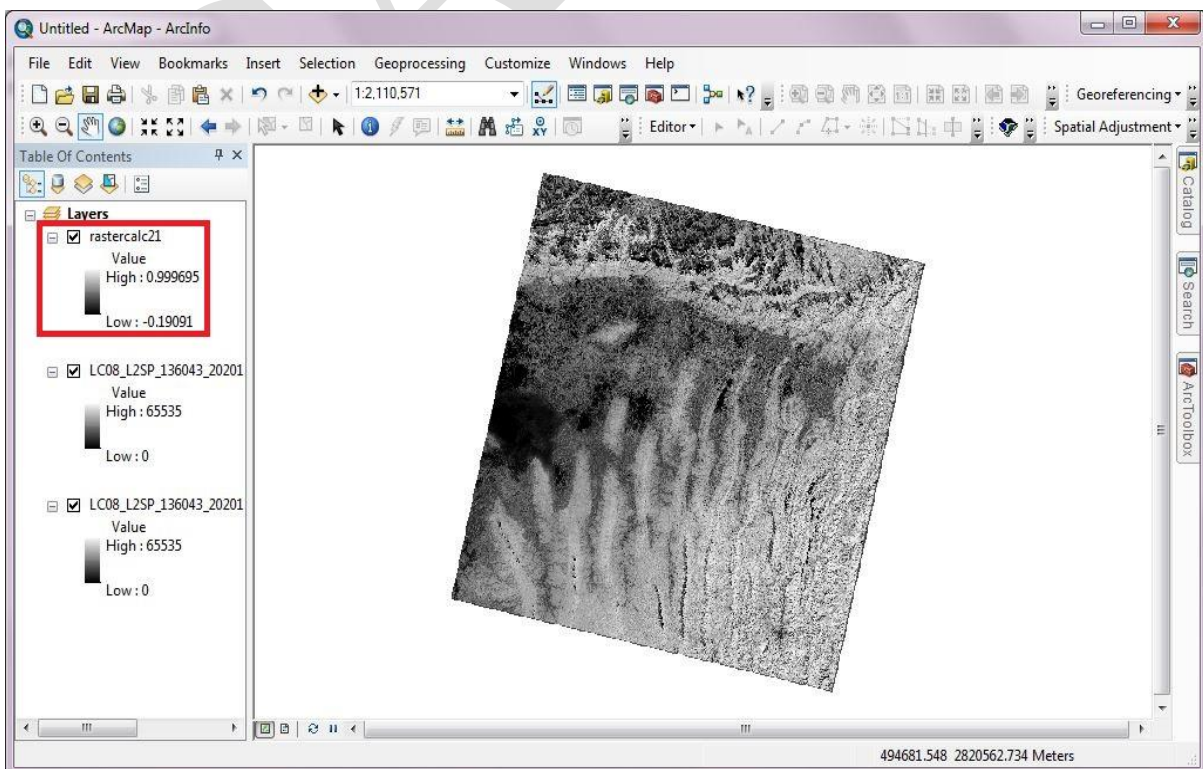 Untitled - ArcMap - ArcInfo
File Edit View Bookmarks Insert Selection Geoprocessing Customize Windows Help
1:2,110,571
Georeferencing
Editor
Spatial Adjustment
Table Of Contents
Layers
rastercalc21
Value
High : 0.999695
Low : -0.19091
LC08_L2SP_136043_20201
Value
High : 65535
Low : 0
LC08_L2SP_136043_20201
Value
High : 65535
Low : 0
Catalog
Search
ArcToolbox
494681.548 2820562.734 Meters